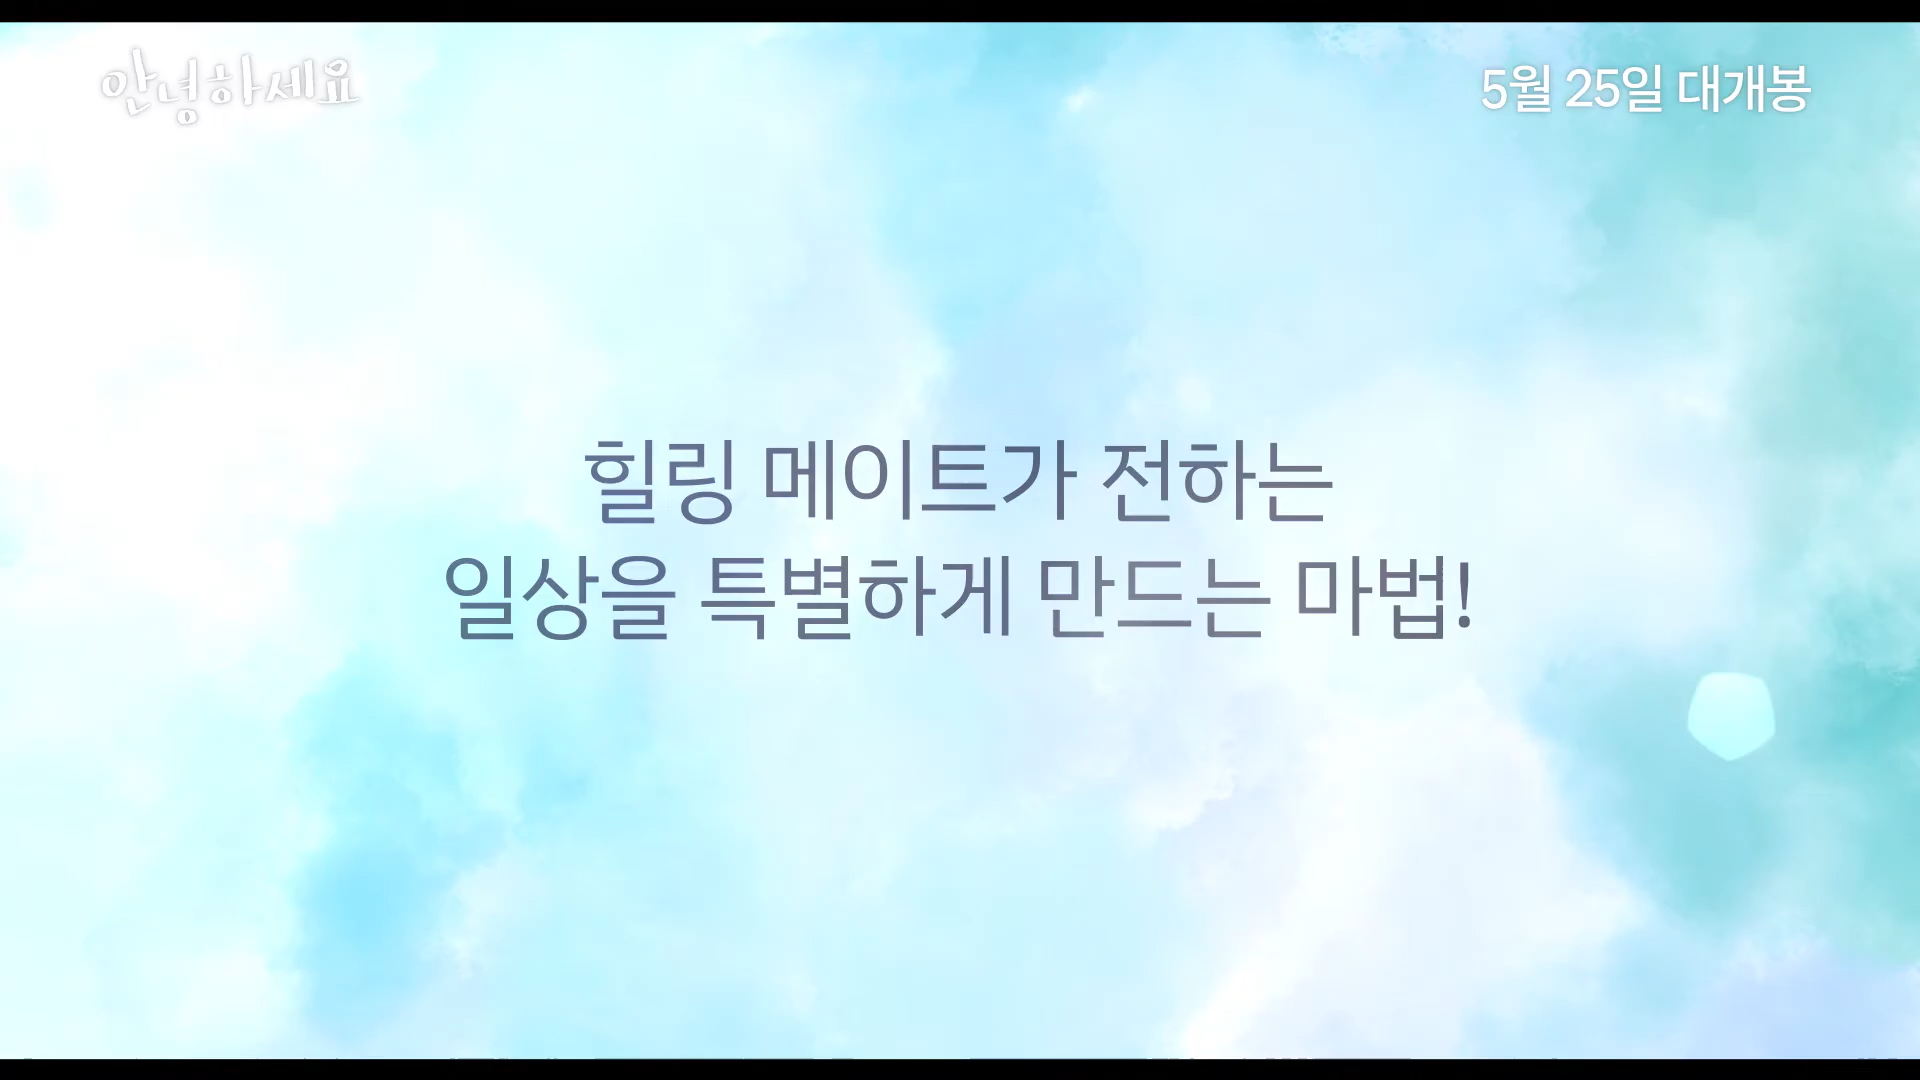 안녕하세요
5월 25일 대개봉
힐링 메이트가 전하는
일상을 특별하게 만드는 마법!